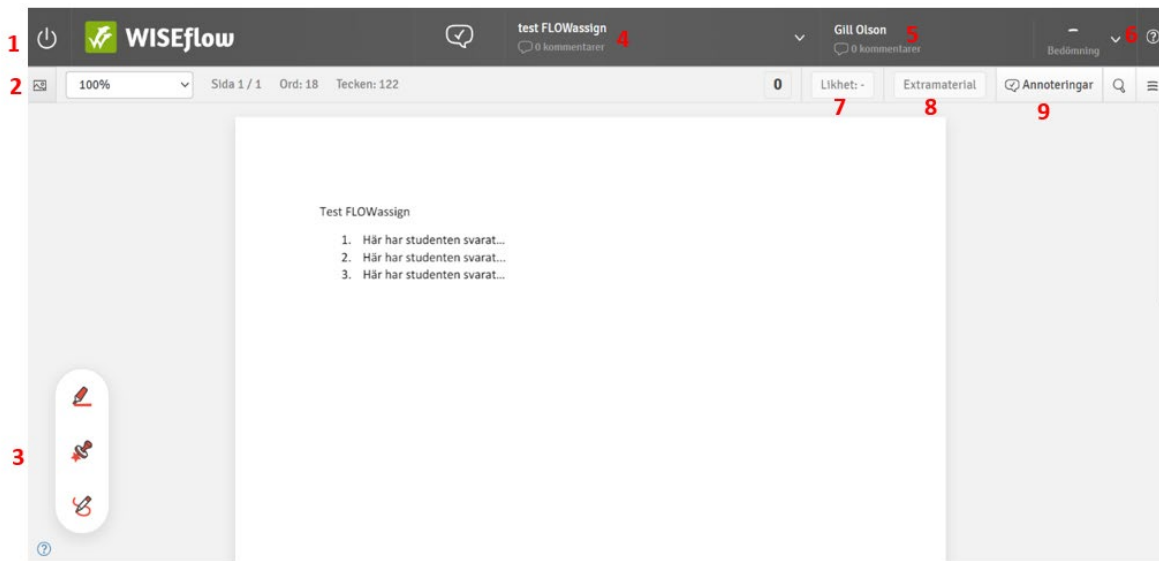 1 WISEflow test FLOWassign 4 Gill Olson 5 – 6
0 kommentarer 0 kommentarer Bedömning
2 100% Sida 1 / 1 Ord: 18 Tecken: 122 0 Likhet: - Extramaterial Annoteringar
7 8 9
Test FLOWassign
1. Här har studenten svarat...
2. Här har studenten svarat...
3. Här har studenten svarat...
3